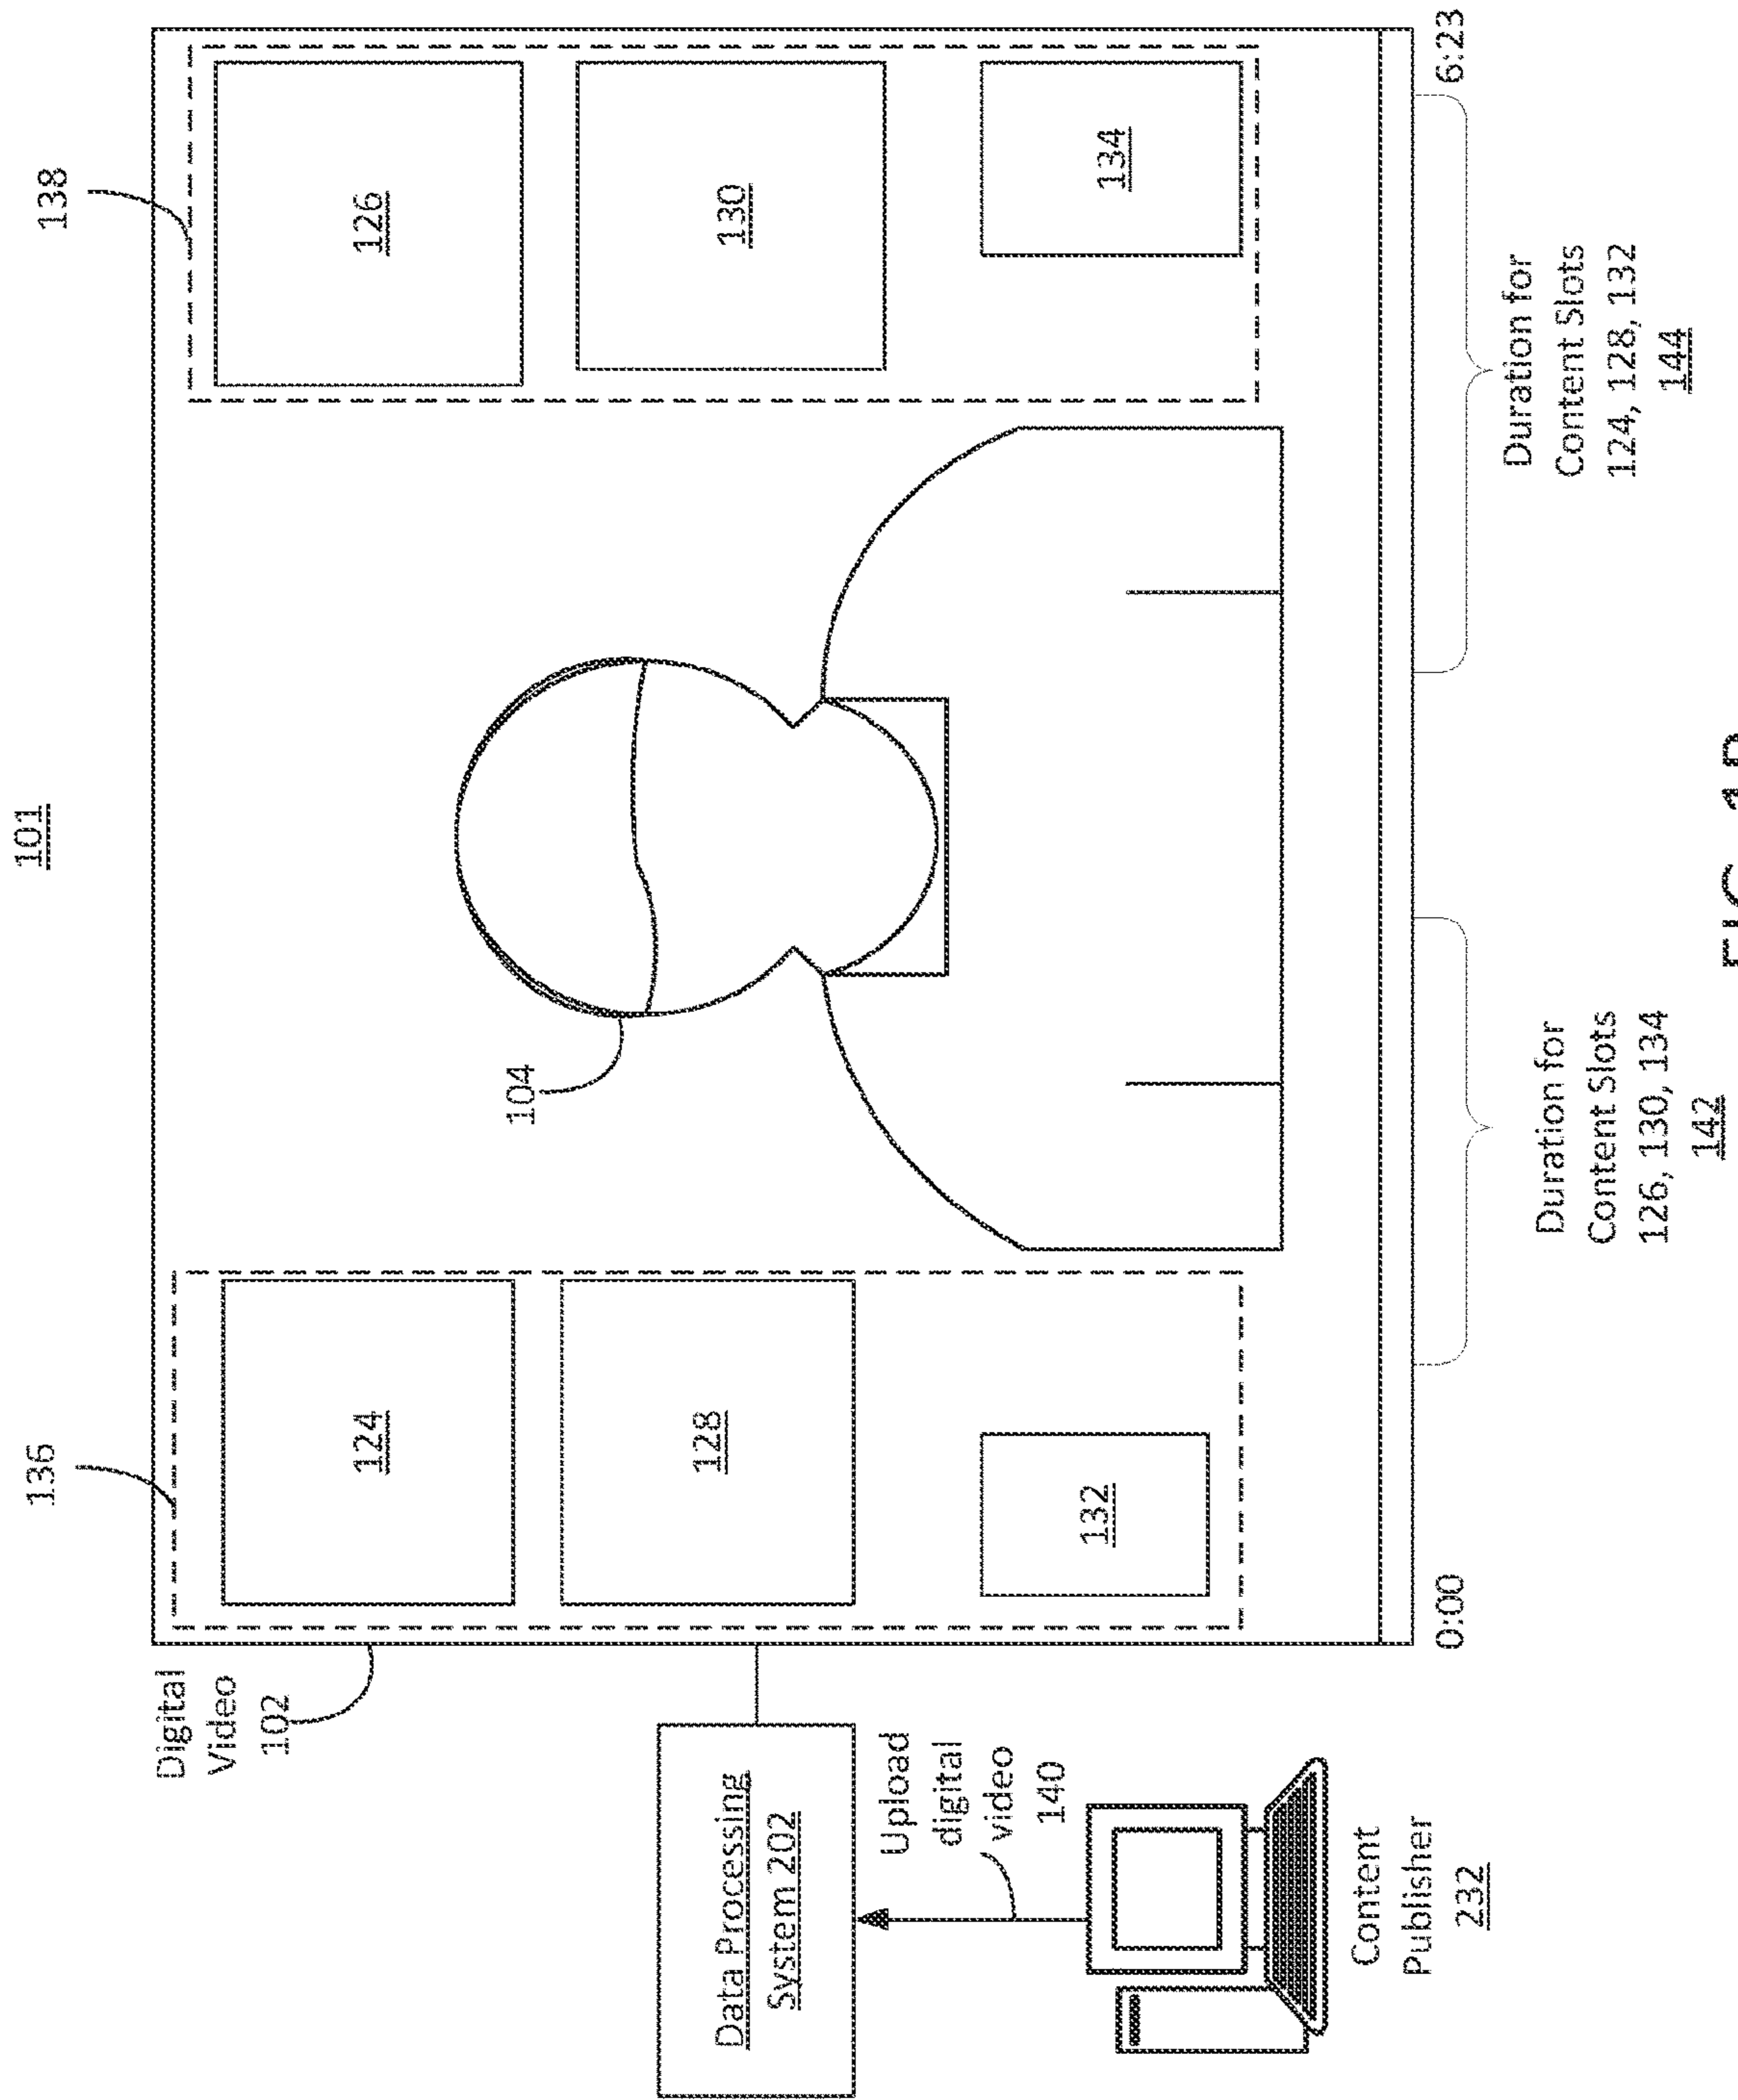 101
136
138
Digital
Video
102
124
126
104
128
130
132
134
Data Processing
System 202
Upload
digital
video
140
Content
Publisher
232
0:00
6:23
Duration for
Content Slots
126, 130, 134
142
Duration for
Content Slots
124, 128, 132
144